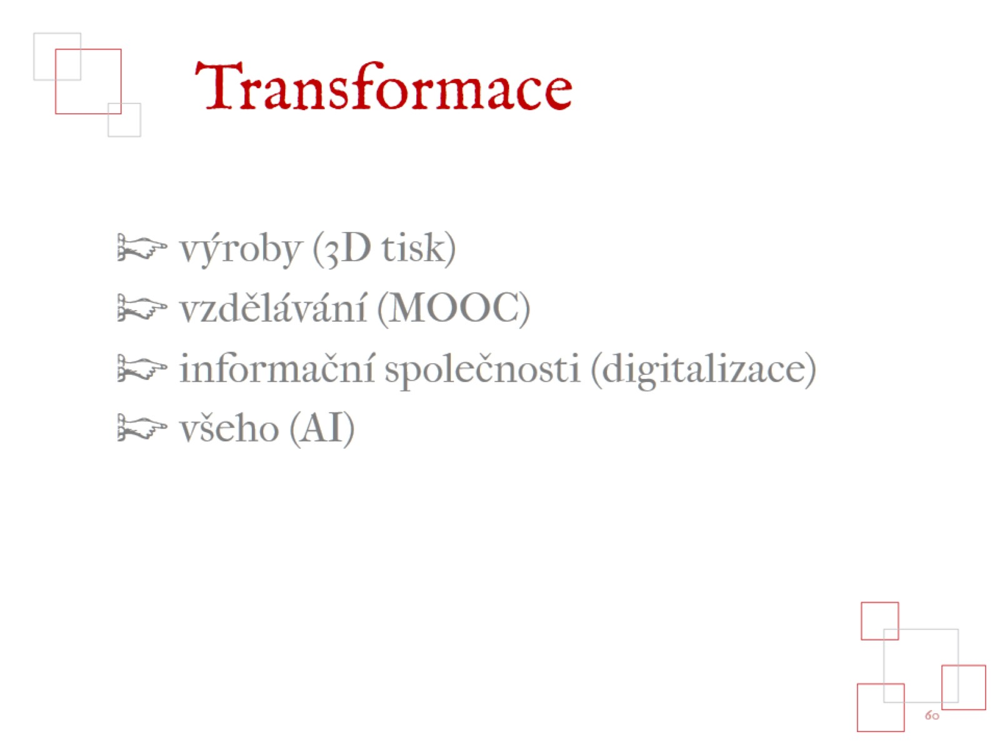 Transformace
výroby (3D tisk)
vzdělávání (MOOC)
informační společnosti (digitalizace)
všeho (AI)
60